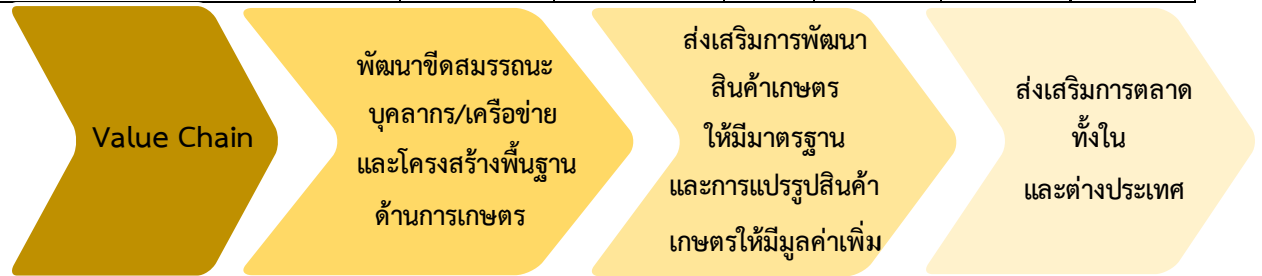 Value Chain
พัฒนาขีดสมรรถนะ
บุคลากร/เครือข่าย
และโครงสร้างพื้นฐาน
ด้านการเกษตร
ส่งเสริมการพัฒนา
สินค้าเกษตร
ให้มีมาตรฐาน
และการแปรรูปสินค้า
เกษตรให้มีมูลค่าเพิ่ม
ส่งเสริมการตลาด
ทั้งใน
และต่างประเทศ